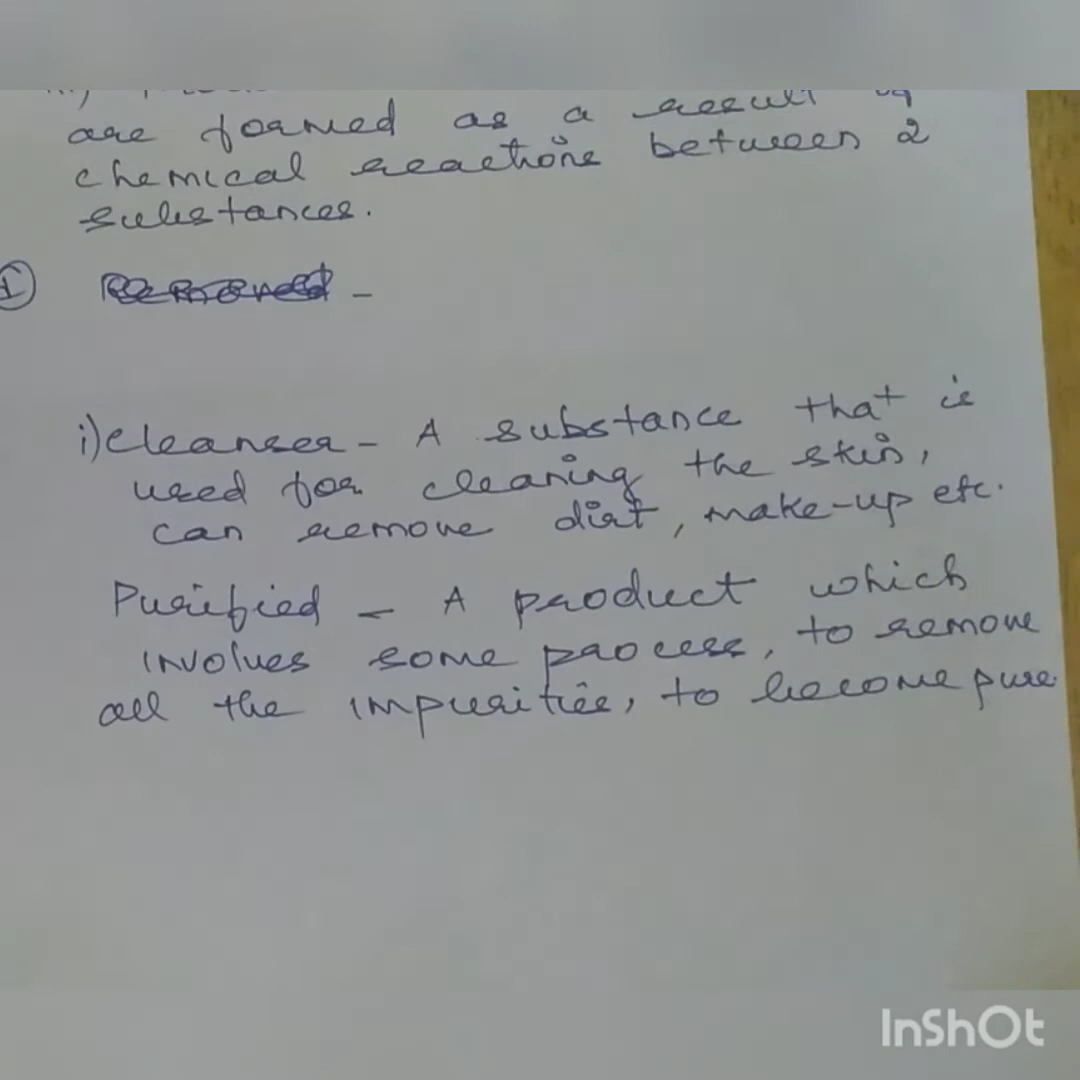 are formed as a result of
chemical reactions between 2
substances.
I -
i) Cleanser - A substance that is
used for cleaning the skin,
can remove dirt, make-up etc.
Purified - A product which
involves some process, to remove
all the impurities, to become pure
InShOt